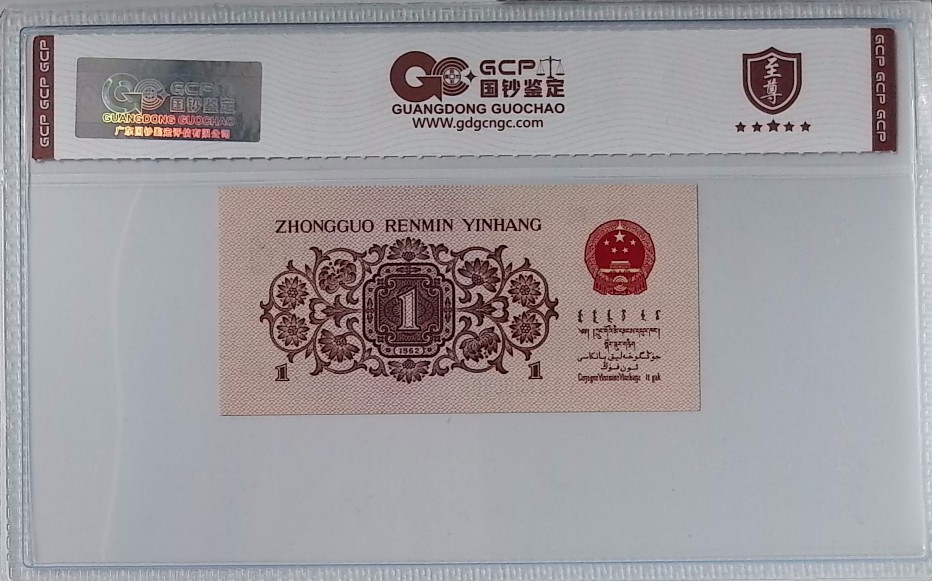 GCP GCP GCP
GCP
国钞鉴定
GUANGDONG GUOCHAO
广东国钞鉴定评估有限公司
GCP
国钞鉴定
GUANGDONG GUOCHAO
www.gdgcngc.com
至尊
GCP GCP GCP
ZHONGGUO RENMIN YINHANG
1
(1962)
1
1